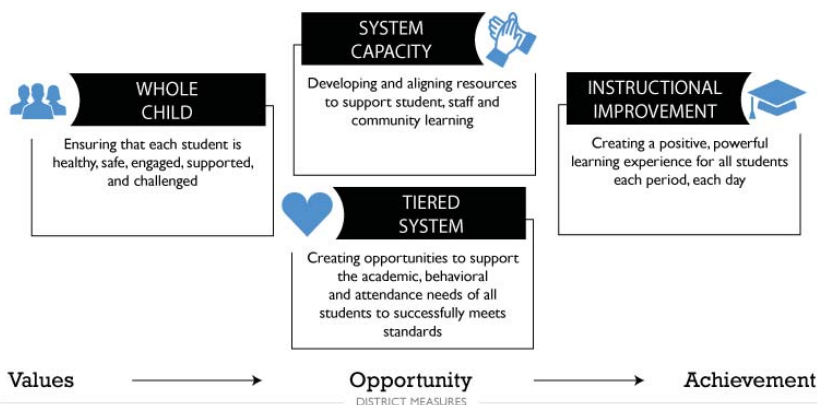 WHOLE
CHILD
Ensuring that each student is
healthy, safe, engaged, supported,
and challenged
SYSTEM
CAPACITY
Developing and aligning resources
to support student, staff and
community learning
TIERED
SYSTEM
Creating opportunities to support
the academic, behavioral
and attendance needs of all
students to successfully meets
standards
INSTRUCTIONAL
IMPROVEMENT
Creating a positive, powerful
learning experience for all students
each period, each day
Values
Opportunity
Achievement
DISTRICT MEASURES